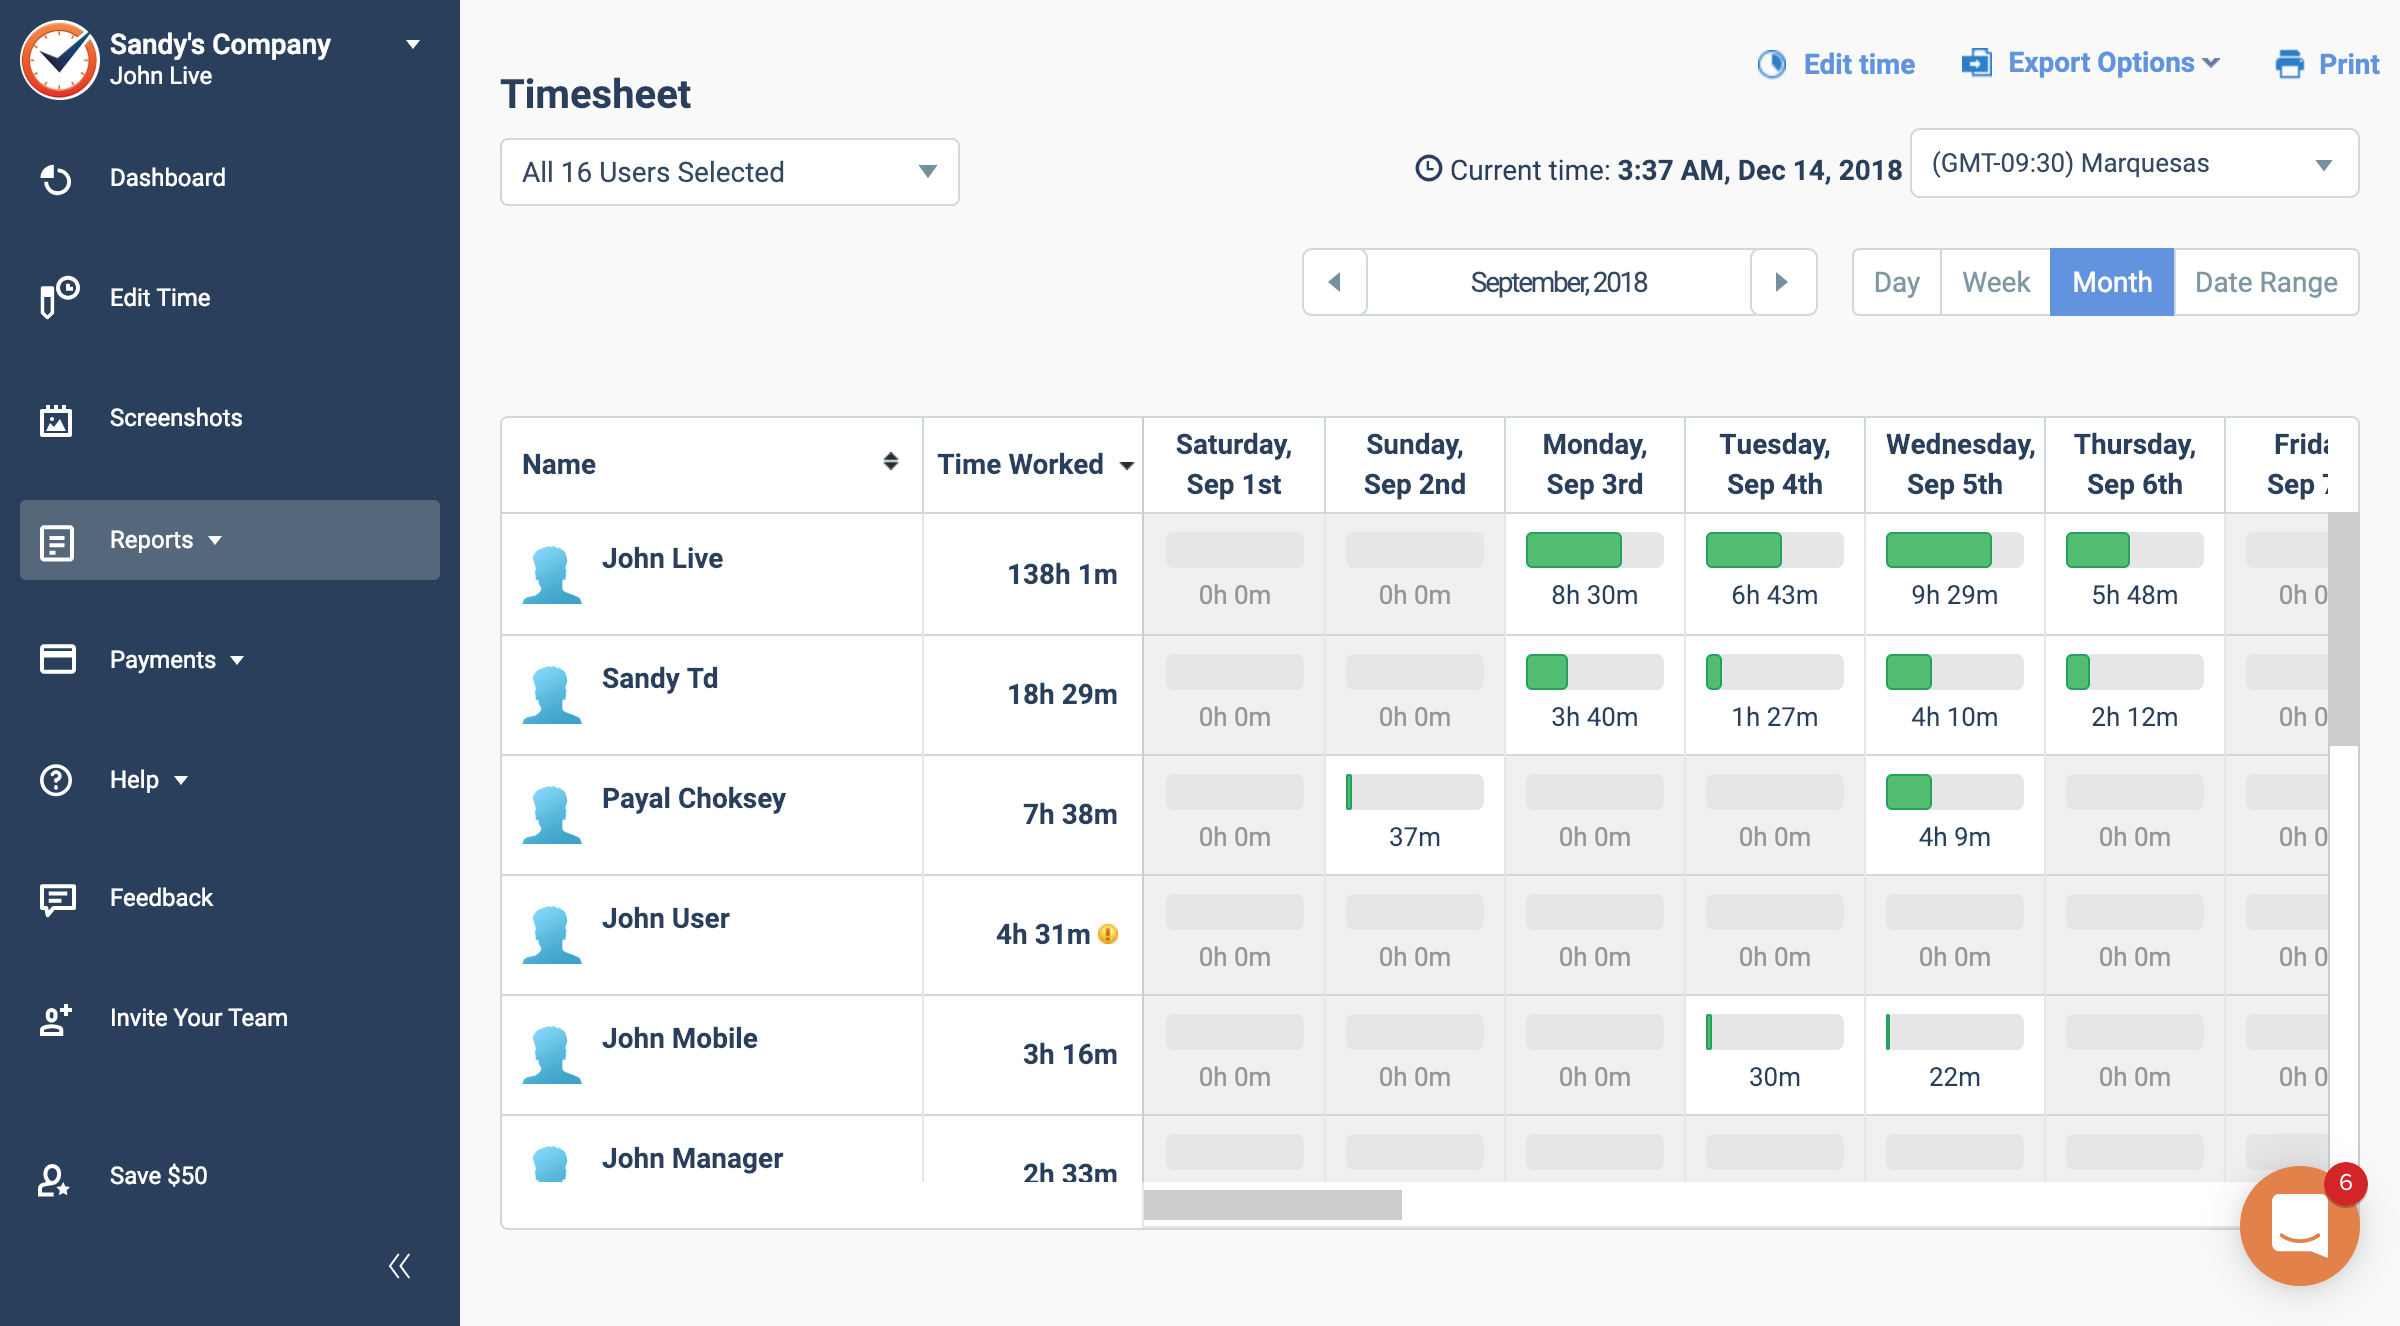 Sandy's Company
John Live
Dashboard
Edit Time
Screenshots
Reports
Payments
Help
Feedback
Invite Your Team
Save $50
Edit time
Export Options
Print
Timesheet
All 16 Users Selected
Current time: 3:37 AM, Dec 14, 2018
(GMT-09:30) Marquesas
September, 2018
Day
Week
Month
Date Range
Name
Time Worked
Saturday,
Sep 1st
Sunday,
Sep 2nd
Monday,
Sep 3rd
Tuesday,
Sep 4th
Wednesday,
Sep 5th
Thursday,
Sep 6th
Frida
Sep 7
John Live
138h 1m
0h 0m
0h 0m
8h 30m
6h 43m
9h 29m
5h 48m
0h 0
Sandy Td
18h 29m
0h 0m
0h 0m
3h 40m
1h 27m
4h 10m
2h 12m
0h 0
Payal Choksey
7h 38m
0h 0m
37m
0h 0m
0h 0m
4h 9m
0h 0m
0h 0
John User
4h 31m
0h 0m
0h 0m
0h 0m
0h 0m
0h 0m
0h 0m
0h 0
John Mobile
3h 16m
0h 0m
0h 0m
0h 0m
30m
22m
0h 0m
0h 0
John Manager
2h 33m
6